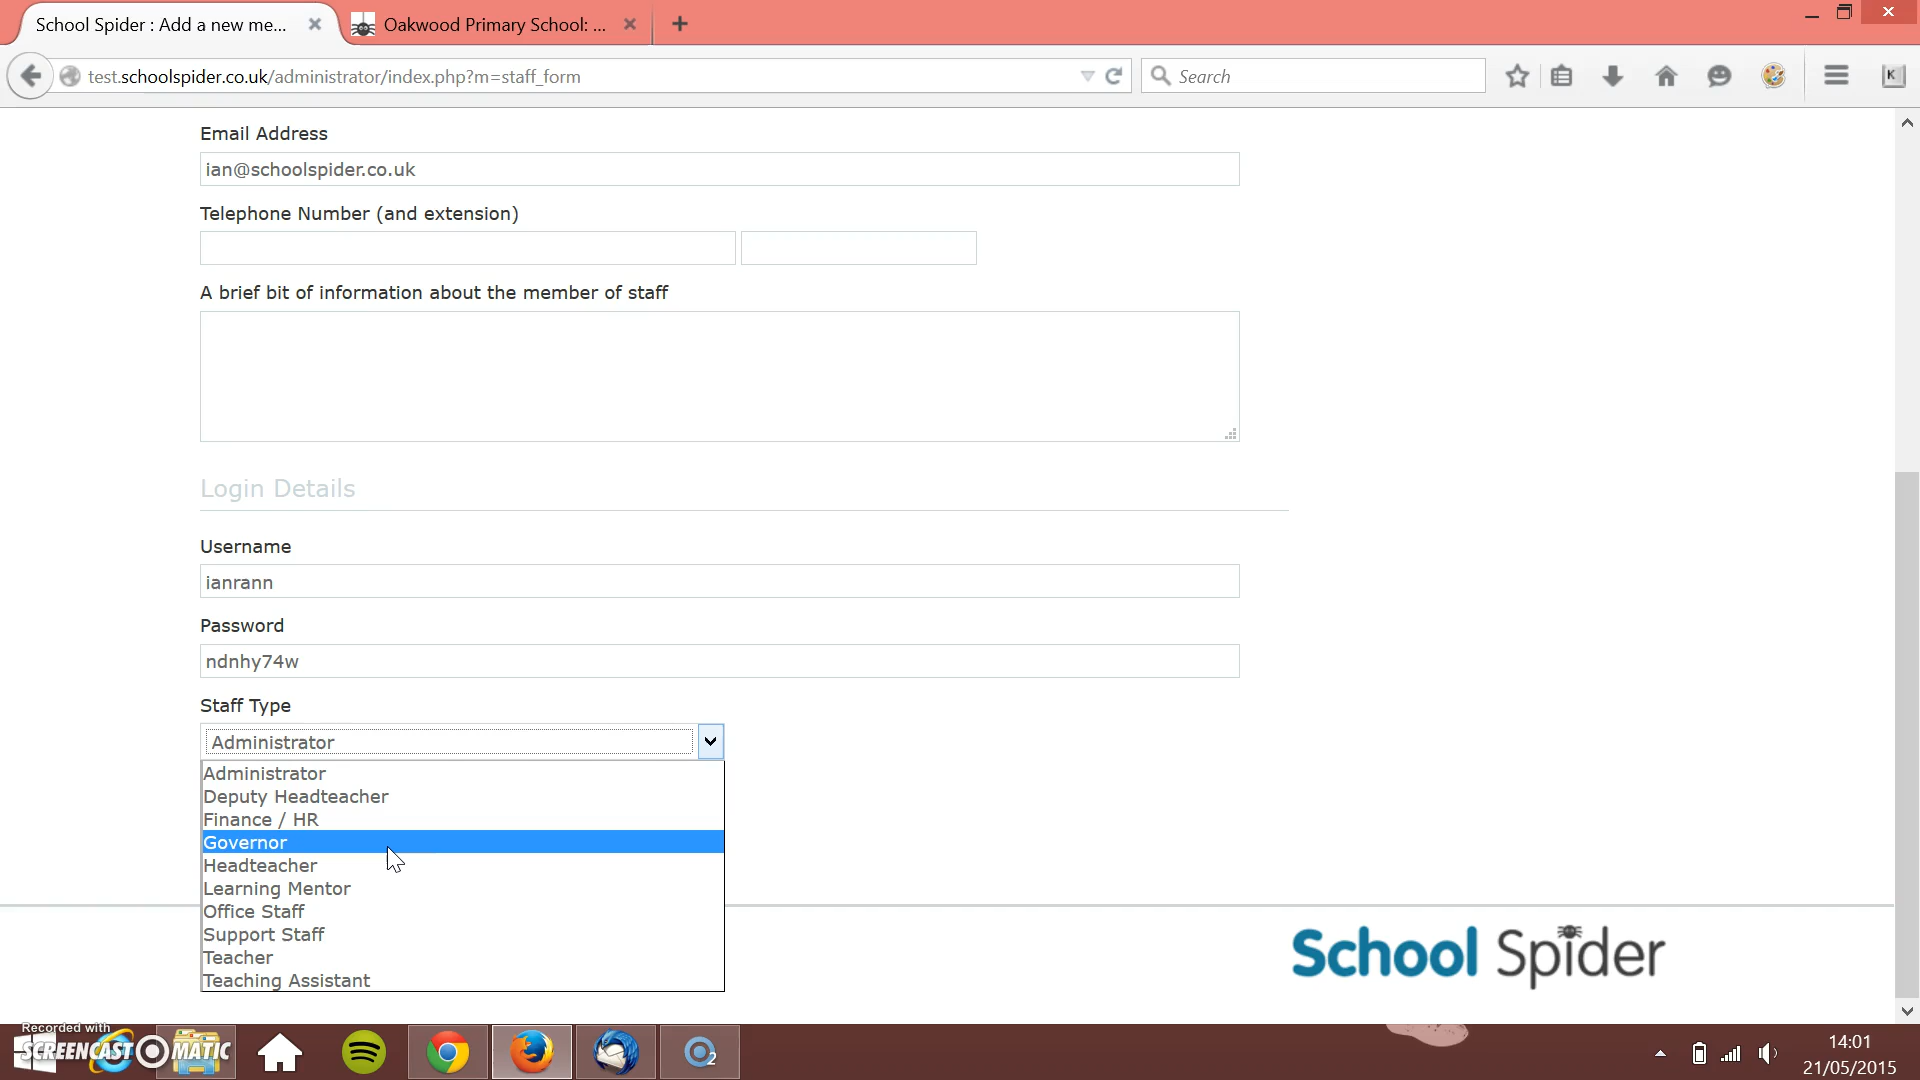 School Spider : Add a new me...
Oakwood Primary School: ...
test.schoolspider.co.uk/administrator/index.php?m=staff_form
Search
K
Email Address
ian@schoolspider.co.uk
Telephone Number (and extension)
A brief bit of information about the member of staff
Login Details
Username
ianrann
Password
ndnhy74w
Staff Type
Administrator
Administrator
Deputy Headteacher
Finance / HR
Governor
Headteacher
Learning Mentor
Office Staff
Support Staff
Teacher
Teaching Assistant
School Spider
Recorded with
SCREENCAST MATIC
2
14:01
21/05/2015